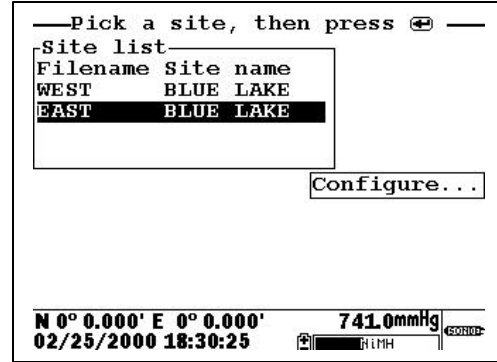 Pick a site, then press
Site list
Filename Site name
WEST BLUE LAKE
EAST BLUE LAKE
Configure...
N 0° 0.000' E 0° 0.000' 741.0mmHg
02/25/2000 18:30:25 NiMH